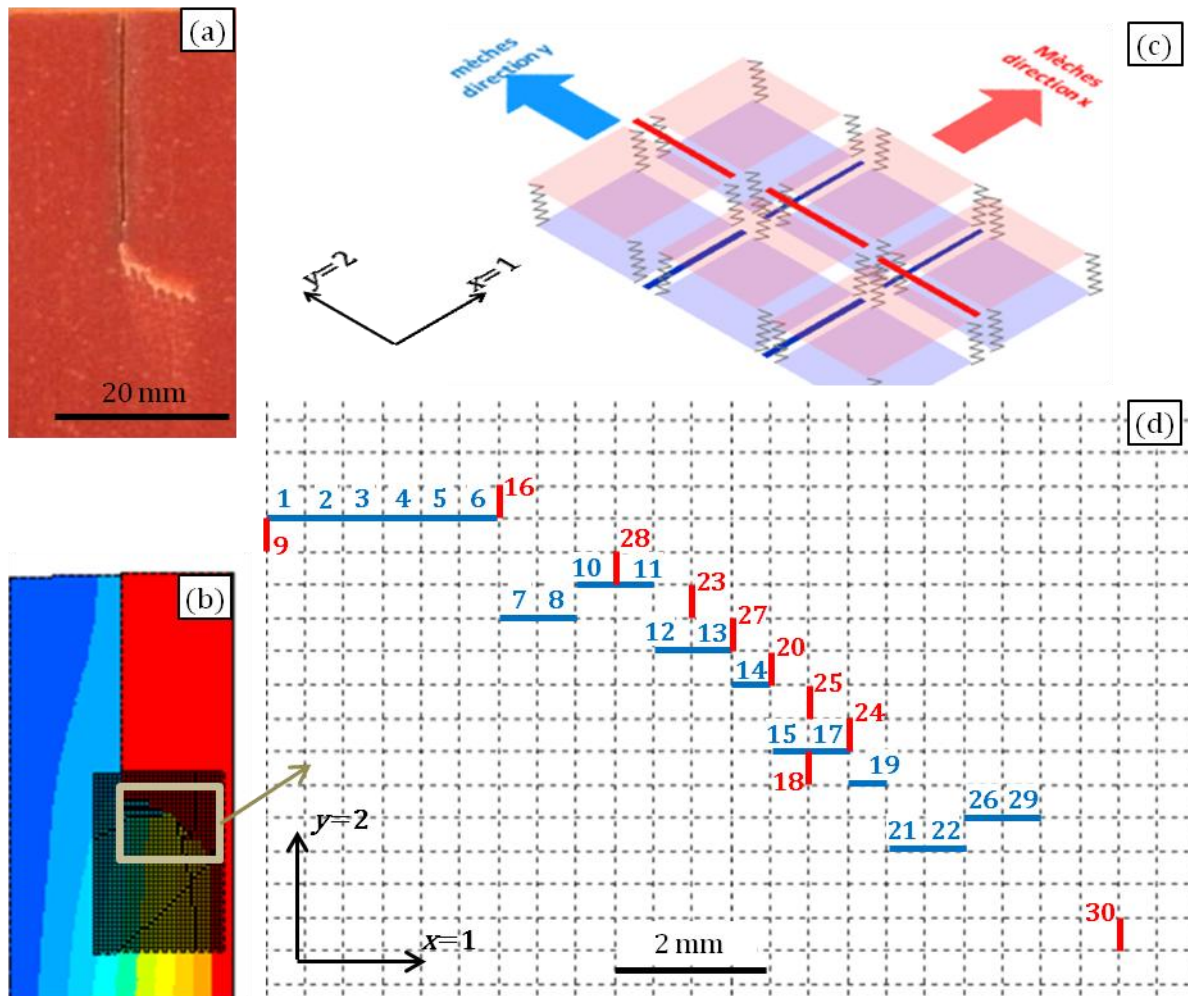 (a)
20 mm
(b)
(c)
mèches
direction y
Mèches
direction x
y=2
x=1
(d)
1 2 3 4 5 6 16
9
28
10 11
23
7 8
27
12 13
20
14
25
24
15 17
18
19
26 29
21 22
30
y=2
x=1
2 mm